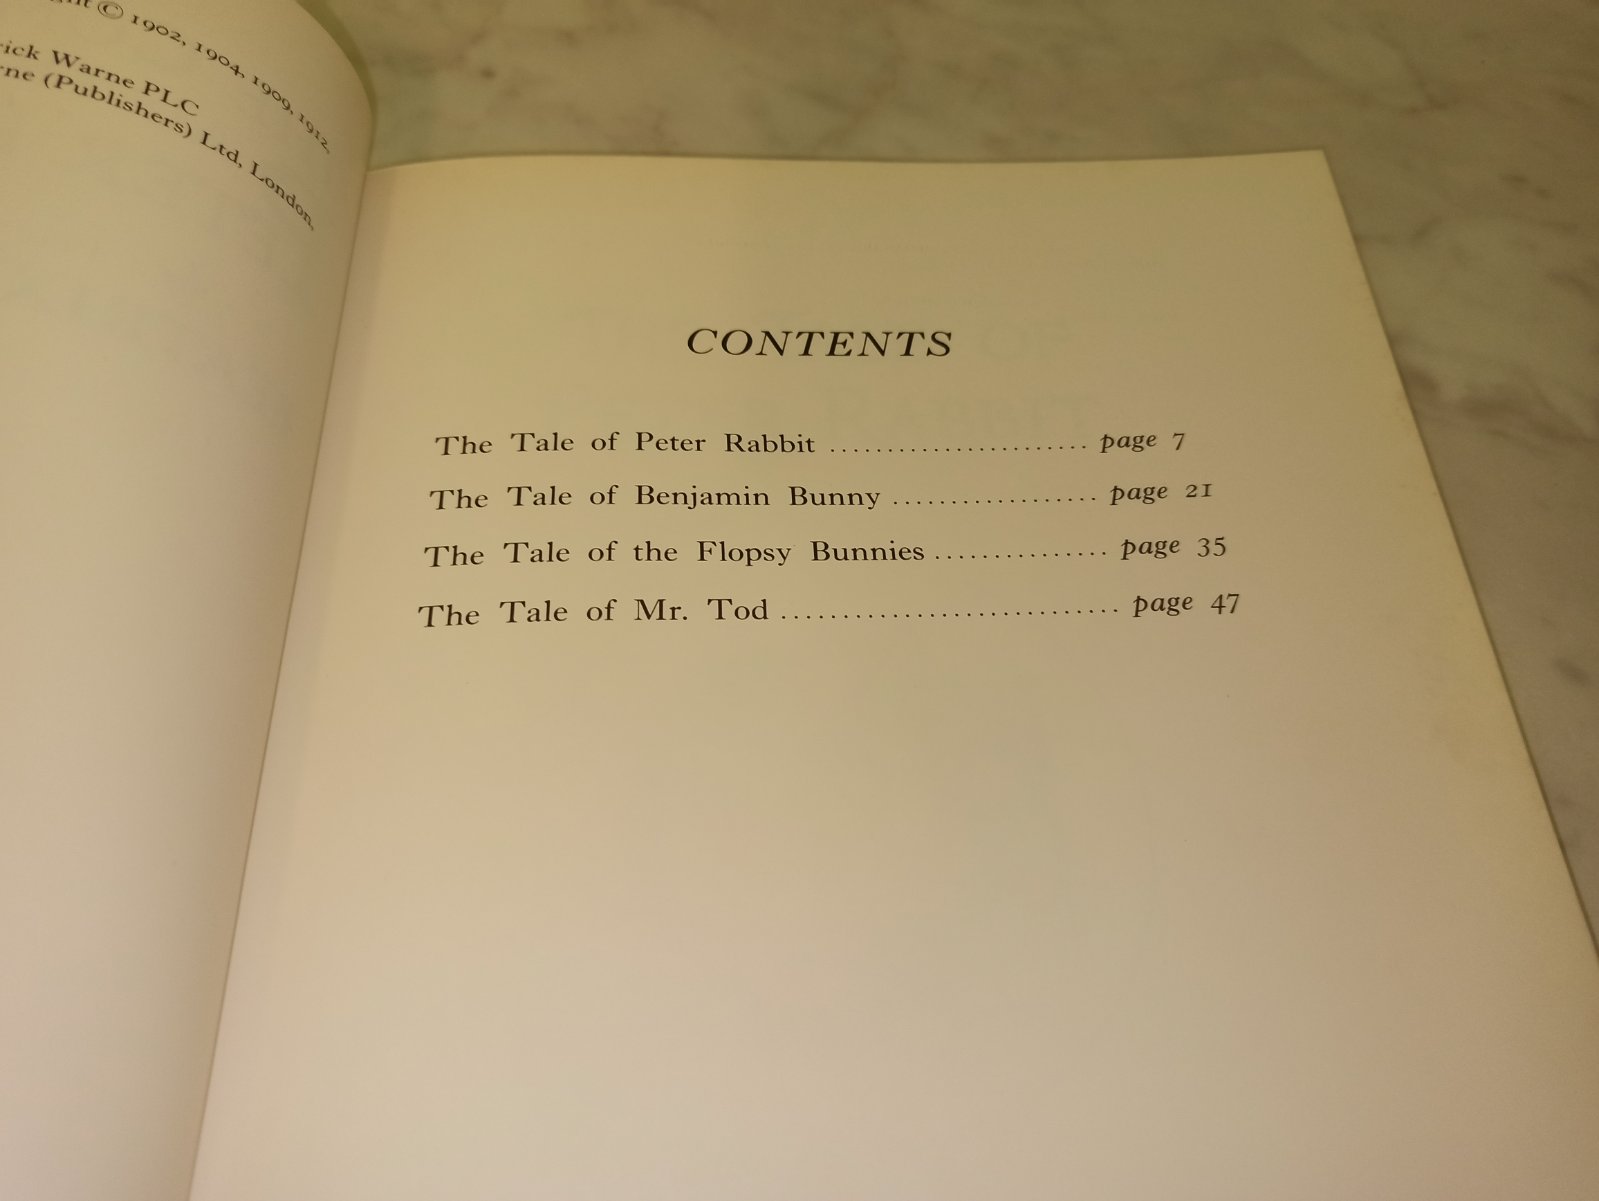 © 1902, 1904, 1909, 1912,
Warne PLC
(Publishers) Ltd, London,
CONTENTS
The Tale of Peter Rabbit ....................... page 7
The Tale of Benjamin Bunny .................. page 21
The Tale of the Flopsy Bunnies ............... page 35
The Tale of Mr. Tod ............................ page 47